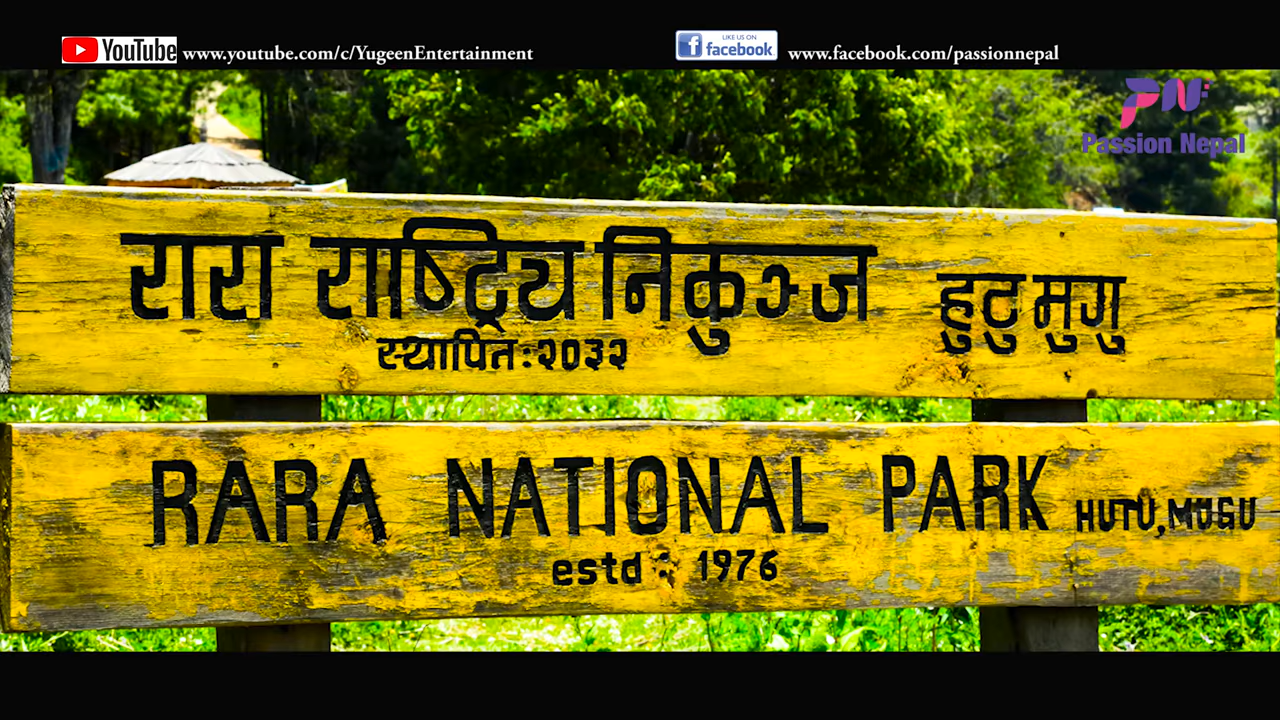 YouTube www.youtube.com/c/YugeenEntertainment
LIKE US ON
facebook www.facebook.com/passionnepal
PN
Passion Nepal
रारा राष्ट्रिय निकुञ्ज हुटु मुगु
स्थापित:२०३२
RARA NATIONAL PARK HUTU, MUGU
estd : 1976